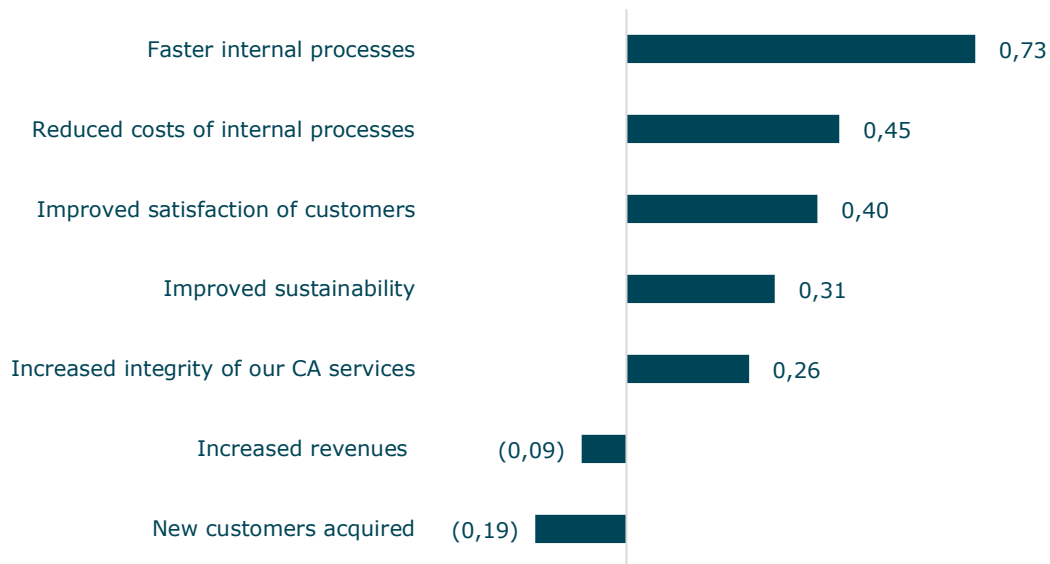 Faster internal processes 0,73
Reduced costs of internal processes 0,45
Improved satisfaction of customers 0,40
Improved sustainability 0,31
Increased integrity of our CA services 0,26
Increased revenues (0,09)
New customers acquired (0,19)